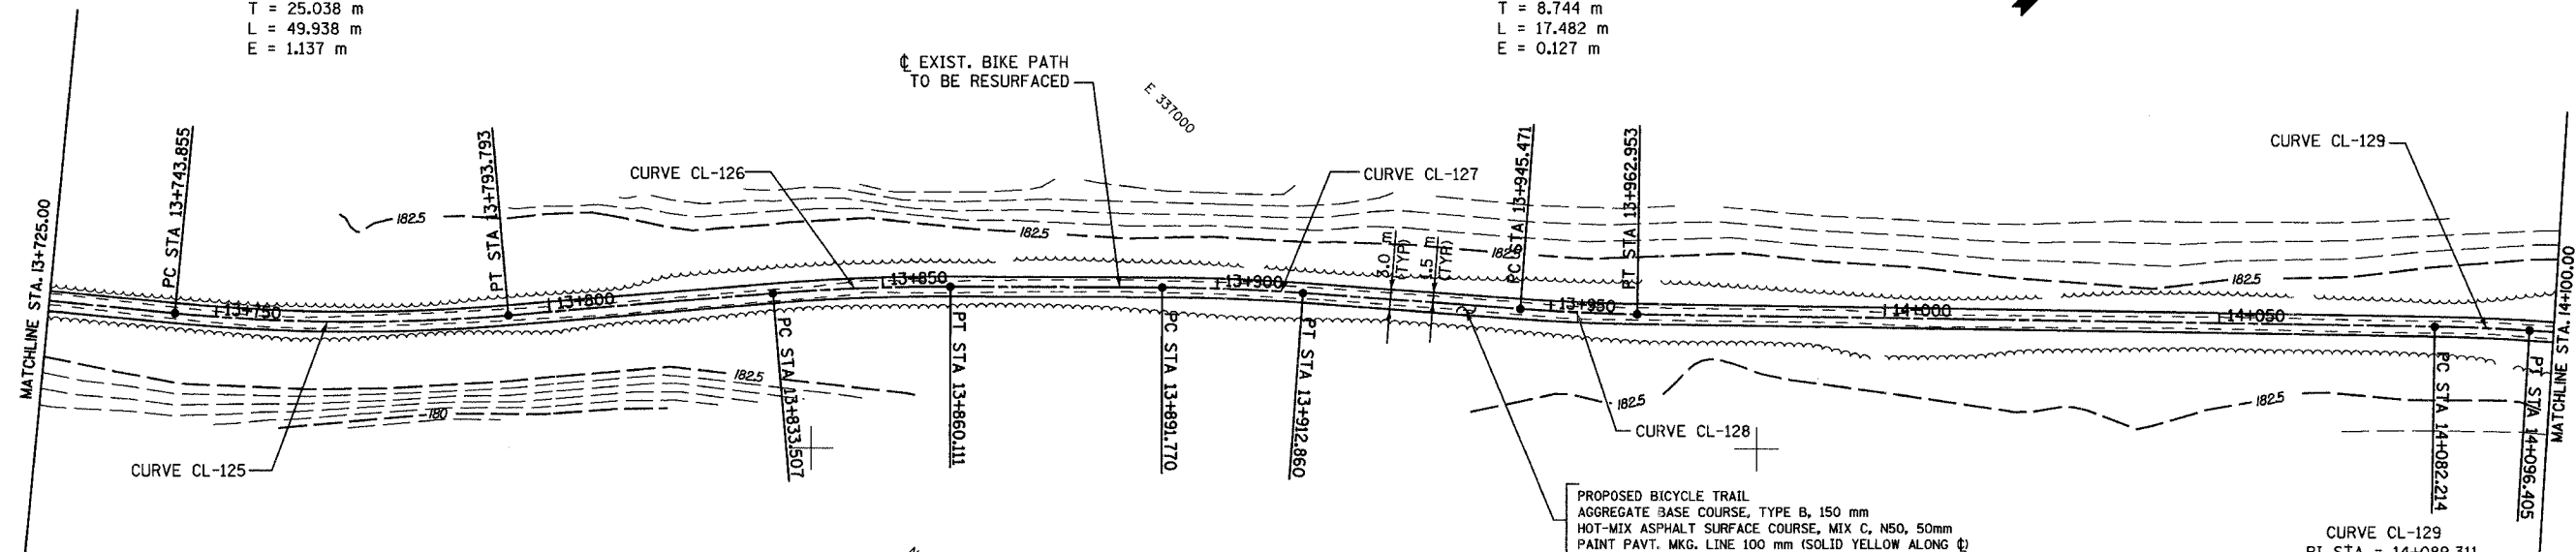 T = 25.038 m
L = 49.938 m
E = 1.137 m
T = 8.744 m
L = 17.482 m
E = 0.127 m
℄ EXIST. BIKE PATH
TO BE RESURFACED
E 337000
MATCHLINE STA. 13+725.00
PC STA 13+743.855
PT STA 13+793.793
CURVE CL-126
CURVE CL-127
PC STA 13+945.471
PT STA 13+962.953
CURVE CL-129
182.5
182.5
182.5
182.5
3.0 m
(TYP)
1.5 m
(TYP)
13+750
13+800
13+850
13+900
13+950
14+000
14+050
182.5
180
182.5
182.5
CURVE CL-125
PC STA 13+833.507
PT STA 13+860.111
PC STA 13+891.770
PT STA 13+912.860
CURVE CL-128
PC STA 14+082.214
PT STA 14+096.405
MATCHLINE STA. 14+100.00
PROPOSED BICYCLE TRAIL
AGGREGATE BASE COURSE, TYPE B, 150 mm
HOT-MIX ASPHALT SURFACE COURSE, MIX C, N50, 50mm
PAINT PAVT. MKG. LINE 100 mm (SOLID YELLOW ALONG ℄)
CURVE CL-129
PI STA = 14+089.311